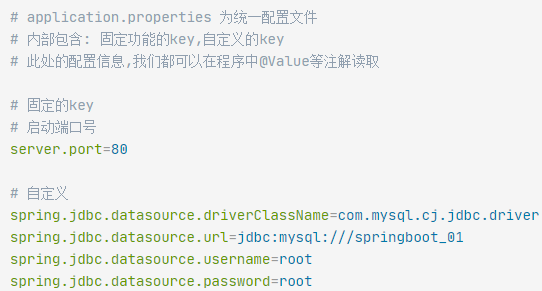 # application.properties 为统一配置文件
# 内部包含: 固定功能的key,自定义的key
# 此处的配置信息,我们都可以在程序中@Value等注解读取
# 固定的key
# 启动端口号
server.port=80
# 自定义
spring.jdbc.datasource.driverClassName=com.mysql.cj.jdbc.driver
spring.jdbc.datasource.url=jdbc:mysql:///springboot_01
spring.jdbc.datasource.username=root
spring.jdbc.datasource.password=root